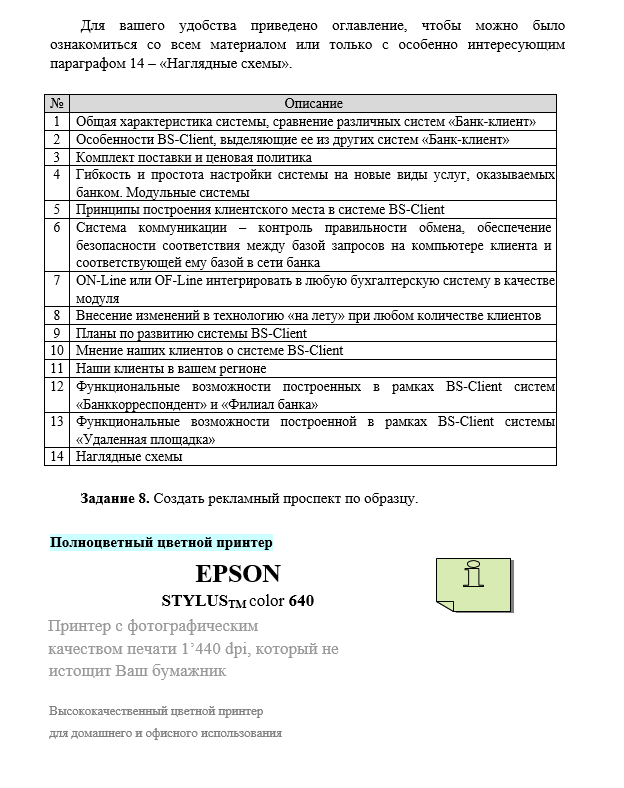 Для вашего удобства приведено оглавление, чтобы можно было
ознакомиться со всем материалом или только с особенно интересующим
параграфом 14 – «Наглядные схемы».
№ Описание
1 Общая характеристика системы, сравнение различных систем «Банк-клиент»
2 Особенности BS-Client, выделяющие ее из других систем «Банк-клиент»
3 Комплект поставки и ценовая политика
4 Гибкость и простота настройки системы на новые виды услуг, оказываемых
банком. Модульные системы
5 Принципы построения клиентского места в системе BS-Client
6 Система коммуникации – контроль правильности обмена, обеспечение
безопасности соответствия между базой запросов на компьютере клиента и
соответствующей ему базой в сети банка
7 ON-Line или OF-Line интегрировать в любую бухгалтерскую систему в качестве
модуля
8 Внесение изменений в технологию «на лету» при любом количестве клиентов
9 Планы по развитию системы BS-Client
10 Мнение наших клиентов о системе BS-Client
11 Наши клиенты в вашем регионе
12 Функциональные возможности построенных в рамках BS-Client систем
«Банккорреспондент» и «Филиал банка»
13 Функциональные возможности построенной в рамках BS-Client системы
«Удаленная площадка»
14 Наглядные схемы
Задание 8. Создать рекламный проспект по образцу.
Полноцветный цветной принтер
EPSON
STYLUSTM color 640
i
Принтер с фотографическим
качеством печати 1’440 dpi, который не
истощит Ваш бумажник
Высококачественный цветной принтер
для домашнего и офисного использования